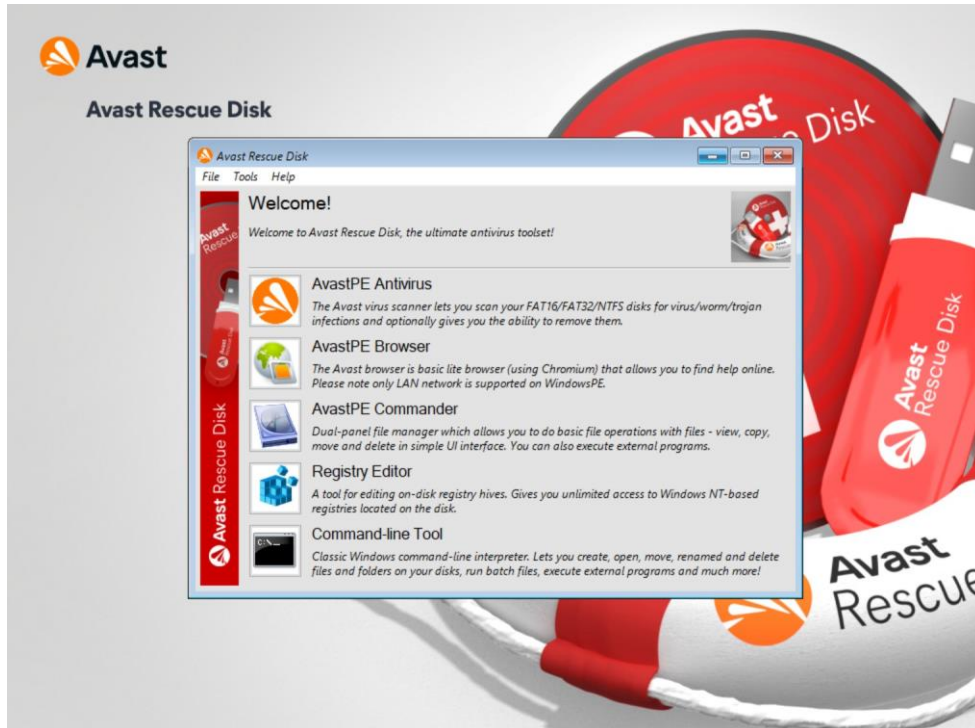 Avast
Avast Rescue Disk
Avast Disk
Avast Rescue Disk
File Tools Help
Avast
Rescue
Welcome!
Welcome to Avast Rescue Disk, the ultimate antivirus toolset!
AvastPE Antivirus
The Avast virus scanner lets you scan your FAT16/FAT32/NTFS disks for virus/worm/trojan
infections and optionally gives you the ability to remove them.
AvastPE Browser
The Avast browser is basic lite browser (using Chromium) that allows you to find help online.
Please note only LAN network is supported on WindowsPE.
AvastPE Commander
Dual-panel file manager which allows you to do basic file operations with files - view, copy,
move and delete in simple UI interface. You can also execute external programs.
Registry Editor
A tool for editing on-disk registry hives. Gives you unlimited access to Windows NT-based
registries located on the disk.
Command-line Tool
Classic Windows command-line interpreter. Lets you create, open, move, renamed and delete
files and folders on your disks, run batch files, execute external programs and much more!
Avast Rescue Disk
Avast
Rescue Disk
Avast
Rescue